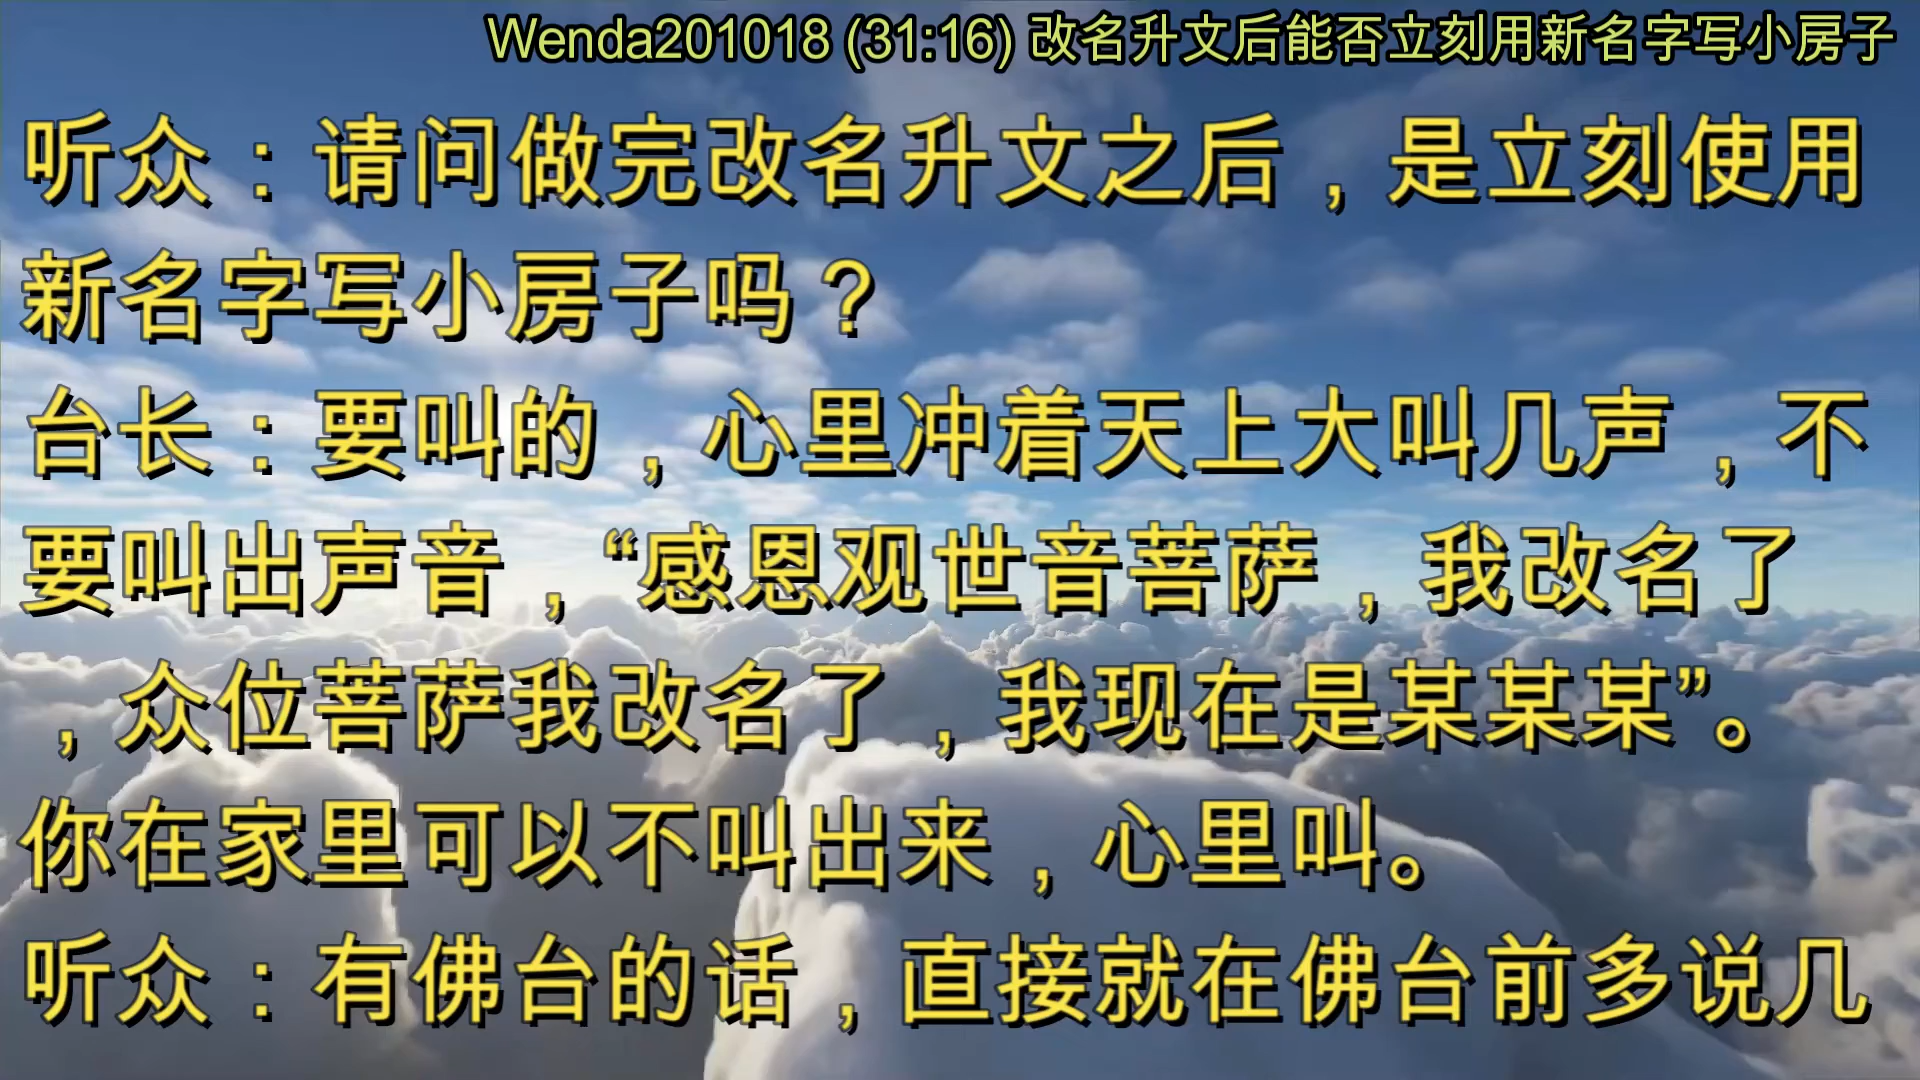 Wenda201018 (31:16) 改名升文后能否立刻用新名字写小房子
听众：请问做完改名升文之后，是立刻使用
新名字写小房子吗？
台长：要叫的，心里冲着天上大叫几声，不
要叫出声音，“感恩观世音菩萨，我改名了
，众位菩萨我改名了，我现在是某某某”。
你在家里可以不叫出来，心里叫。
听众：有佛台的话，直接就在佛台前多说几